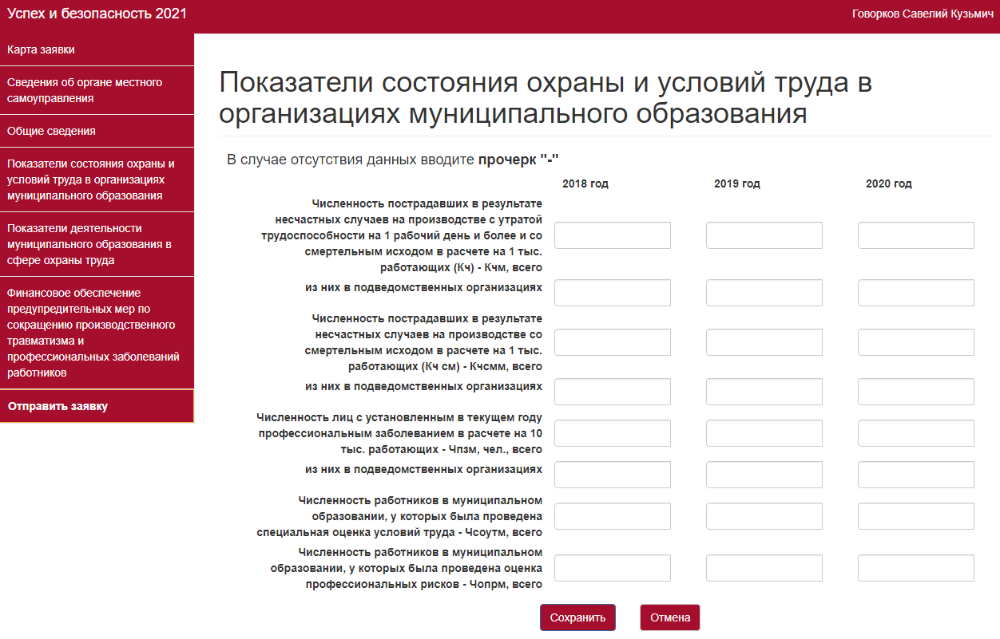 Успех и безопасность 2021
Говорков Савелий Кузьмич
Карта заявки
Сведения об органе местного
самоуправления
Общие сведения
Показатели состояния охраны и
условий труда в организациях
муниципального образования
Показатели деятельности
муниципального образования в
сфере охраны труда
Финансовое обеспечение
предупредительных мер по
сокращению производственного
травматизма и
профессиональных заболеваний
работников
Отправить заявку
Показатели состояния охраны и условий труда в
организациях муниципального образования
В случае отсутствия данных вводите прочерк "-"
2018 год 2019 год 2020 год
Численность пострадавших в результате
несчастных случаев на производстве с утратой
трудоспособности на 1 рабочий день и более и со
смертельным исходом в расчете на 1 тыс.
работающих (Кч) - Кчм, всего
из них в подведомственных организациях
Численность пострадавших в результате
несчастных случаев на производстве со
смертельным исходом в расчете на 1 тыс.
работающих (Кч см) - Кчсмм, всего
из них в подведомственных организациях
Численность лиц с установленным в текущем году
профессиональным заболеванием в расчете на 10
тыс. работающих - Чпзм, чел., всего
из них в подведомственных организациях
Численность работников в муниципальном
образовании, у которых была проведена
специальная оценка условий труда - Чсоутм, всего
Численность работников в муниципальном
образовании, у которых была проведена оценка
профессиональных рисков - Чопрм, всего
Сохранить Отмена